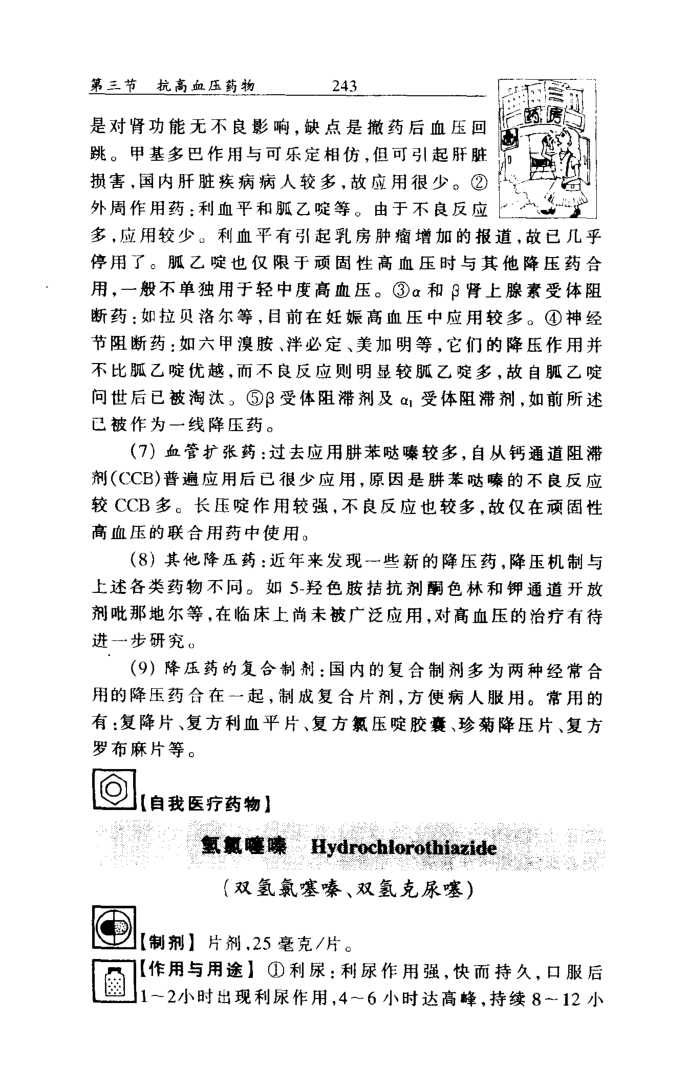 第三节 抗高血压药物 243
药房
是对肾功能无不良影响,缺点是撤药后血压回
跳。甲基多巴作用与可乐定相仿,但可引起肝脏
损害,国内肝脏疾病病人较多,故应用很少。②
外周作用药:利血平和胍乙啶等。由于不良反应
多,应用较少。利血平有引起乳房肿瘤增加的报道,故已几乎
停用了。胍乙啶也仅限于顽固性高血压时与其他降压药合
用,一般不单独用于轻中度高血压。③α和β肾上腺素受体阻
断药:如拉贝洛尔等,目前在妊娠高血压中应用较多。④神经
节阻断药:如六甲溴胺、泮必定、美加明等,它们的降压作用并
不比胍乙啶优越,而不良反应则明显较胍乙啶多,故自胍乙啶
问世后已被淘汰。⑤β受体阻滞剂及α₁受体阻滞剂,如前所述
已被作为一线降压药。
(7) 血管扩张药:过去应用肼苯哒嗪较多,自从钙通道阻滞
剂(CCB)普遍应用后已很少应用,原因是肼苯哒嗪的不良反应
较 CCB 多。长压啶作用较强,不良反应也较多,故仅在顽固性
高血压的联合用药中使用。
(8) 其他降压药:近年来发现一些新的降压药,降压机制与
上述各类药物不同。如 5-羟色胺拮抗剂酮色林和钾通道开放
剂吡那地尔等,在临床上尚未被广泛应用,对高血压的治疗有待
进一步研究。
(9) 降压药的复合制剂:国内的复合制剂多为两种经常合
用的降压药合在一起,制成复合片剂,方便病人服用。常用的
有:复降片、复方利血平片、复方氯压啶胶囊、珍菊降压片、复方
罗布麻片等。
【自我医疗药物】
氢氯噻嗪 Hydrochlorothiazide
(双氢氯噻嗪、双氢克尿噻)
【制剂】片剂,25 毫克/片。
【作用与用途】①利尿:利尿作用强,快而持久,口服后
1~2小时出现利尿作用,4~6 小时达高峰,持续 8~12 小